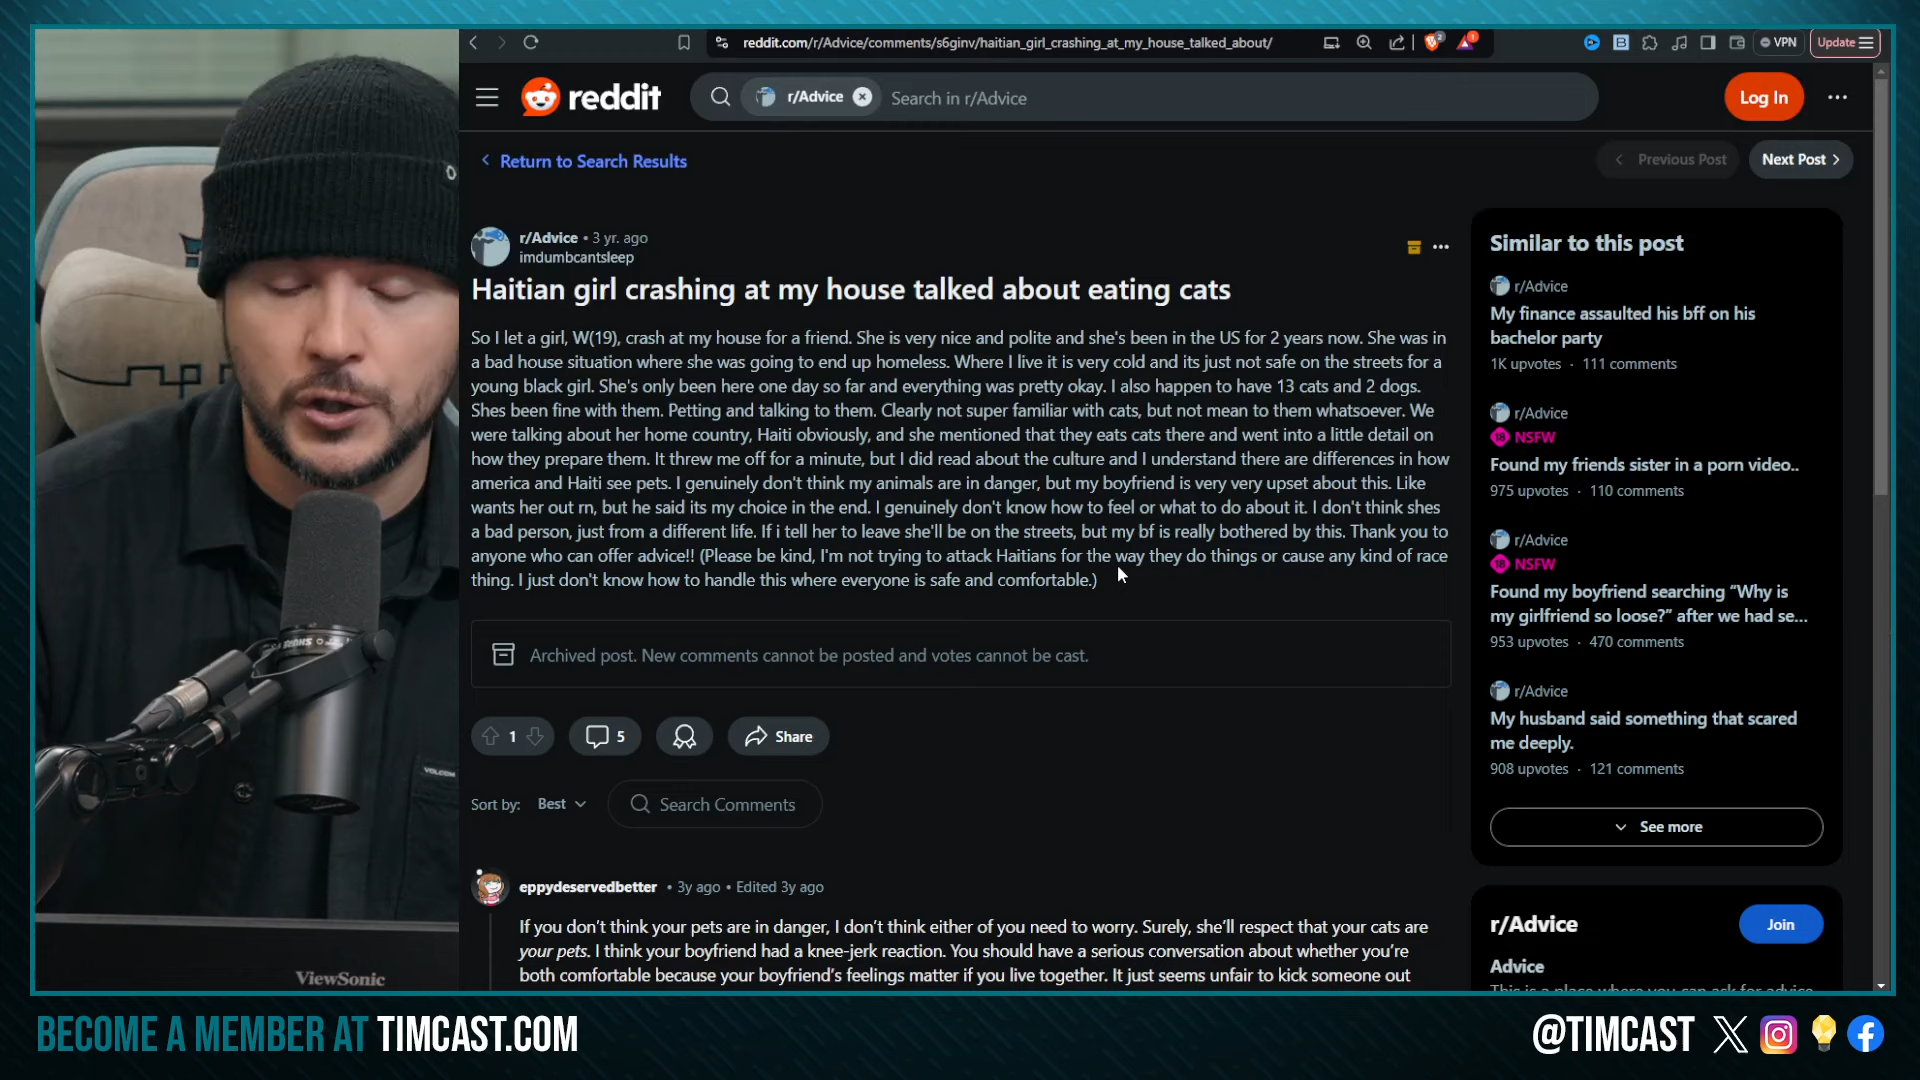 reddit.com/r/Advice/comments/s6ginv/haitian_girl_crashing_at_my_house_talked_about/
2
1
VPN
Update
reddit
r/Advice
Search in r/Advice
Log In
Return to Search Results
Previous Post
Next Post
r/Advice • 3 yr. ago
imdumbcantsleep
Haitian girl crashing at my house talked about eating cats
So I let a girl, W(19), crash at my house for a friend. She is very nice and polite and she's been in the US for 2 years now. She was in
a bad house situation where she was going to end up homeless. Where I live it is very cold and its just not safe on the streets for a
young black girl. She's only been here one day so far and everything was pretty okay. I also happen to have 13 cats and 2 dogs.
Shes been fine with them. Petting and talking to them. Clearly not super familiar with cats, but not mean to them whatsoever. We
were talking about her home country, Haiti obviously, and she mentioned that they eats cats there and went into a little detail on
how they prepare them. It threw me off for a minute, but I did read about the culture and I understand there are differences in how
america and Haiti see pets. I genuinely don't think my animals are in danger, but my boyfriend is very very upset about this. Like
wants her out rn, but he said its my choice in the end. I genuinely don't know how to feel or what to do about it. I don't think shes
a bad person, just from a different life. If i tell her to leave she'll be on the streets, but my bf is really bothered by this. Thank you to
anyone who can offer advice!! (Please be kind, I'm not trying to attack Haitians for the way they do things or cause any kind of race
thing. I just don't know how to handle this where everyone is safe and comfortable.)
Archived post. New comments cannot be posted and votes cannot be cast.
1
5
Share
Sort by: Best
Search Comments
eppydeservedbetter • 3y ago • Edited 3y ago
If you don't think your pets are in danger, I don't think either of you need to worry. Surely, she'll respect that your cats are
your pets. I think your boyfriend had a knee-jerk reaction. You should have a serious conversation about whether you're
both comfortable because your boyfriend's feelings matter if you live together. It just seems unfair to kick someone out
Similar to this post
r/Advice
My finance assaulted his bff on his
bachelor party
1K upvotes · 111 comments
r/Advice
18 NSFW
Found my friends sister in a porn video..
975 upvotes · 110 comments
r/Advice
18 NSFW
Found my boyfriend searching "Why is
my girlfriend so loose?" after we had se...
953 upvotes · 470 comments
r/Advice
My husband said something that scared
me deeply.
908 upvotes · 121 comments
See more
r/Advice
Join
Advice
This is a place where you can ask for advice
SHURE
VOLCOM
ViewSonic
BECOME A MEMBER AT TIMCAST.COM
@TIMCAST